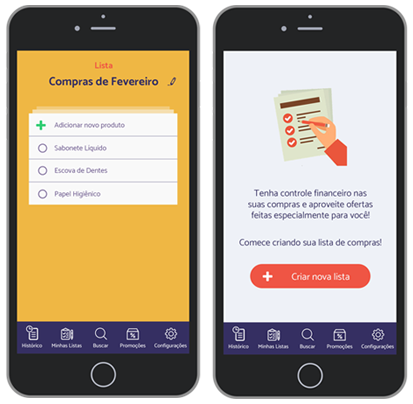 Lista
Compras de Fevereiro
Adicionar novo produto
Sabonete Líquido
Escova de Dentes
Papel Higiênico
Histórico
Minhas Listas
Buscar
Promoções
Configurações
Tenha controle financeiro nas
suas compras e aproveite ofertas
feitas especialmente para você!
Comece criando sua lista de compras!
Criar nova lista
Histórico
Minhas Listas
Buscar
Promoções
Configurações